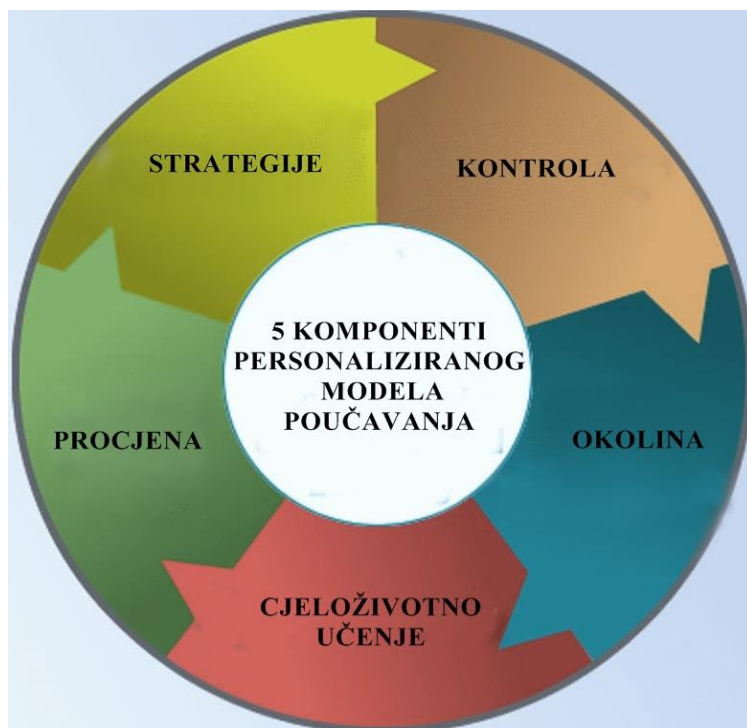 STRATEGIJE
KONTROLA
5 KOMPONENTI
PERSONALIZIRANOG
MODELA
POUČAVANJA
PROCJENA
OKOLINA
CJELOŽIVOTNO
UČENJE